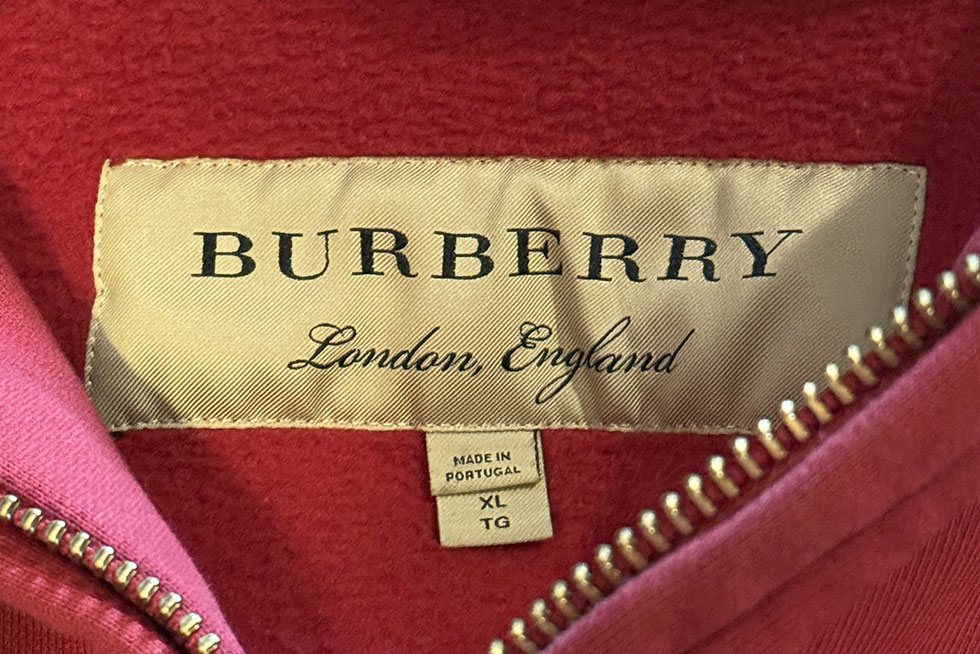 BURBERRY
London, England
MADE IN
PORTUGAL
XL
TG